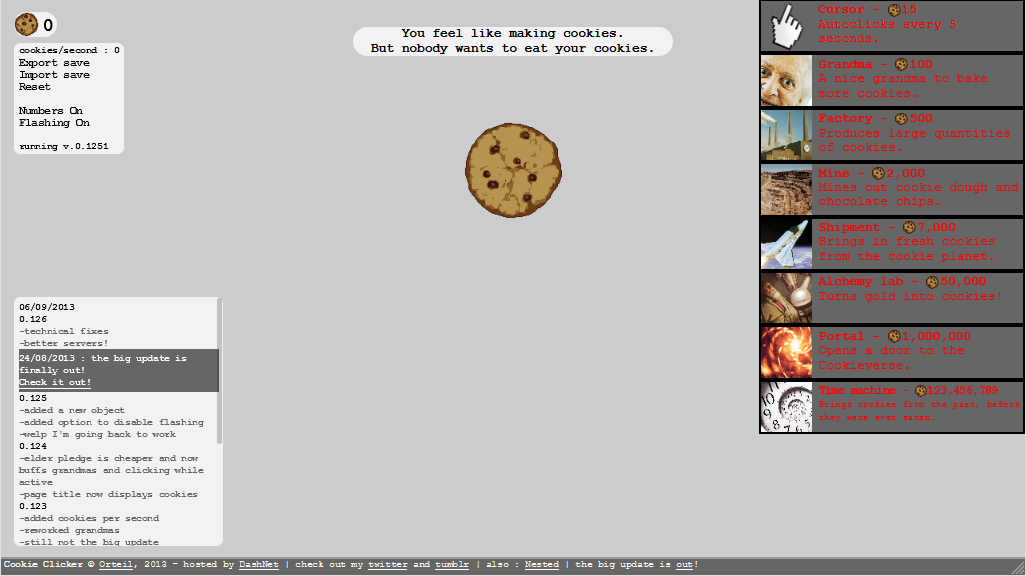 0
cookies/second : 0
Export save
Import save
Reset
Numbers On
Flashing On
running v.0.1251
You feel like making cookies.
But nobody wants to eat your cookies.
Cursor - 15
Autoclicks every 5
seconds.
Grandma - 100
A nice grandma to bake
more cookies.
Factory - 500
Produces large quantities
of cookies.
Mine - 2,000
Mines out cookie dough and
chocolate chips.
Shipment - 7,000
Brings in fresh cookies
from the cookie planet.
Alchemy lab - 50,000
Turns gold into cookies!
Portal - 1,000,000
Opens a door to the
Cookieverse.
Time machine - 123,456,789
Brings cookies from the past, before
they were even eaten.
06/09/2013
0.126
-technical fixes
-better servers!
24/08/2013 : the big update is
finally out!
Check it out!
0.125
-added a new object
-added option to disable flashing
-welp I'm going back to work
0.124
-elder pledge is cheaper and now
buffs grandmas and clicking while
active
-page title now displays cookies
0.123
-added cookies per second
-reworked grandmas
-still not the big update
Cookie Clicker © Orteil, 2013 - hosted by DashNet | check out my twitter and tumblr | also : Nested | the big update is out!